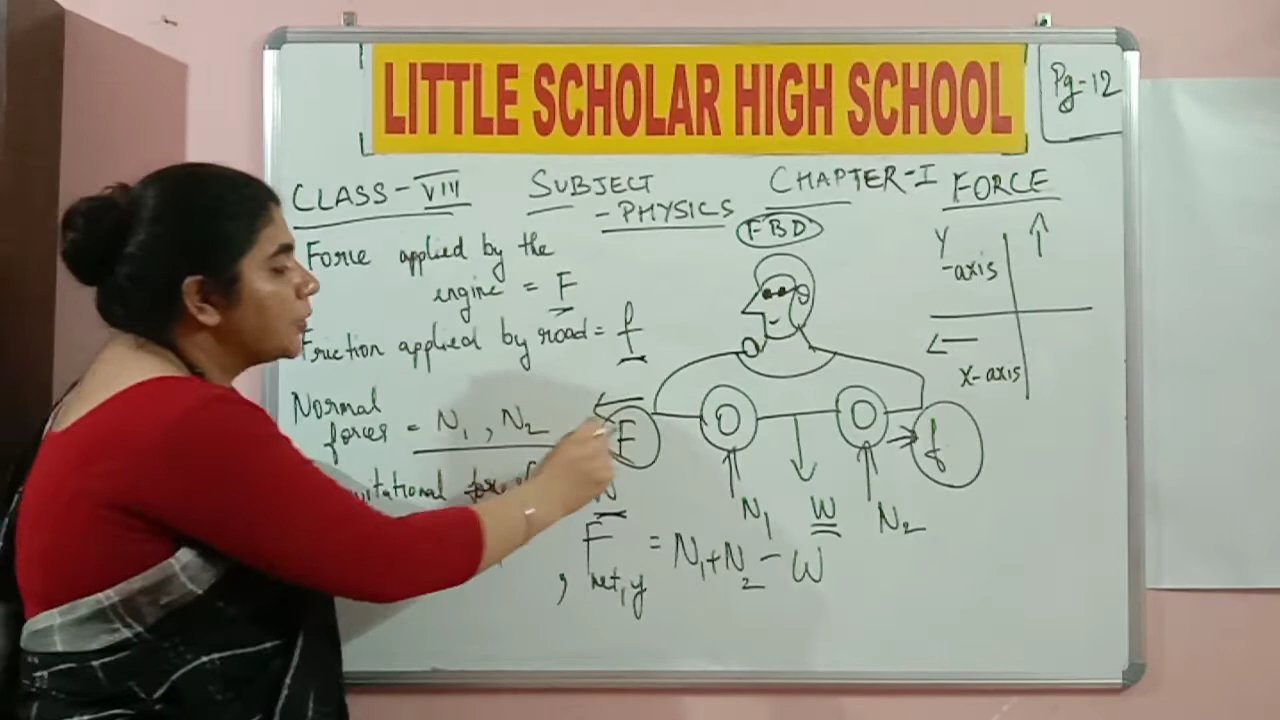 LITTLE SCHOLAR HIGH SCHOOL
Pg-12
CLASS-VIII
SUBJECT
-PHYSICS
CHAPTER-I FORCE
FBD
Force applied by the
engine = F
Friction applied by road = f
Normal
forces = N1, N2
W
Y
-axis
X-axis
F
f
N1
W
N2
, Fnet,y = N1+N2-W